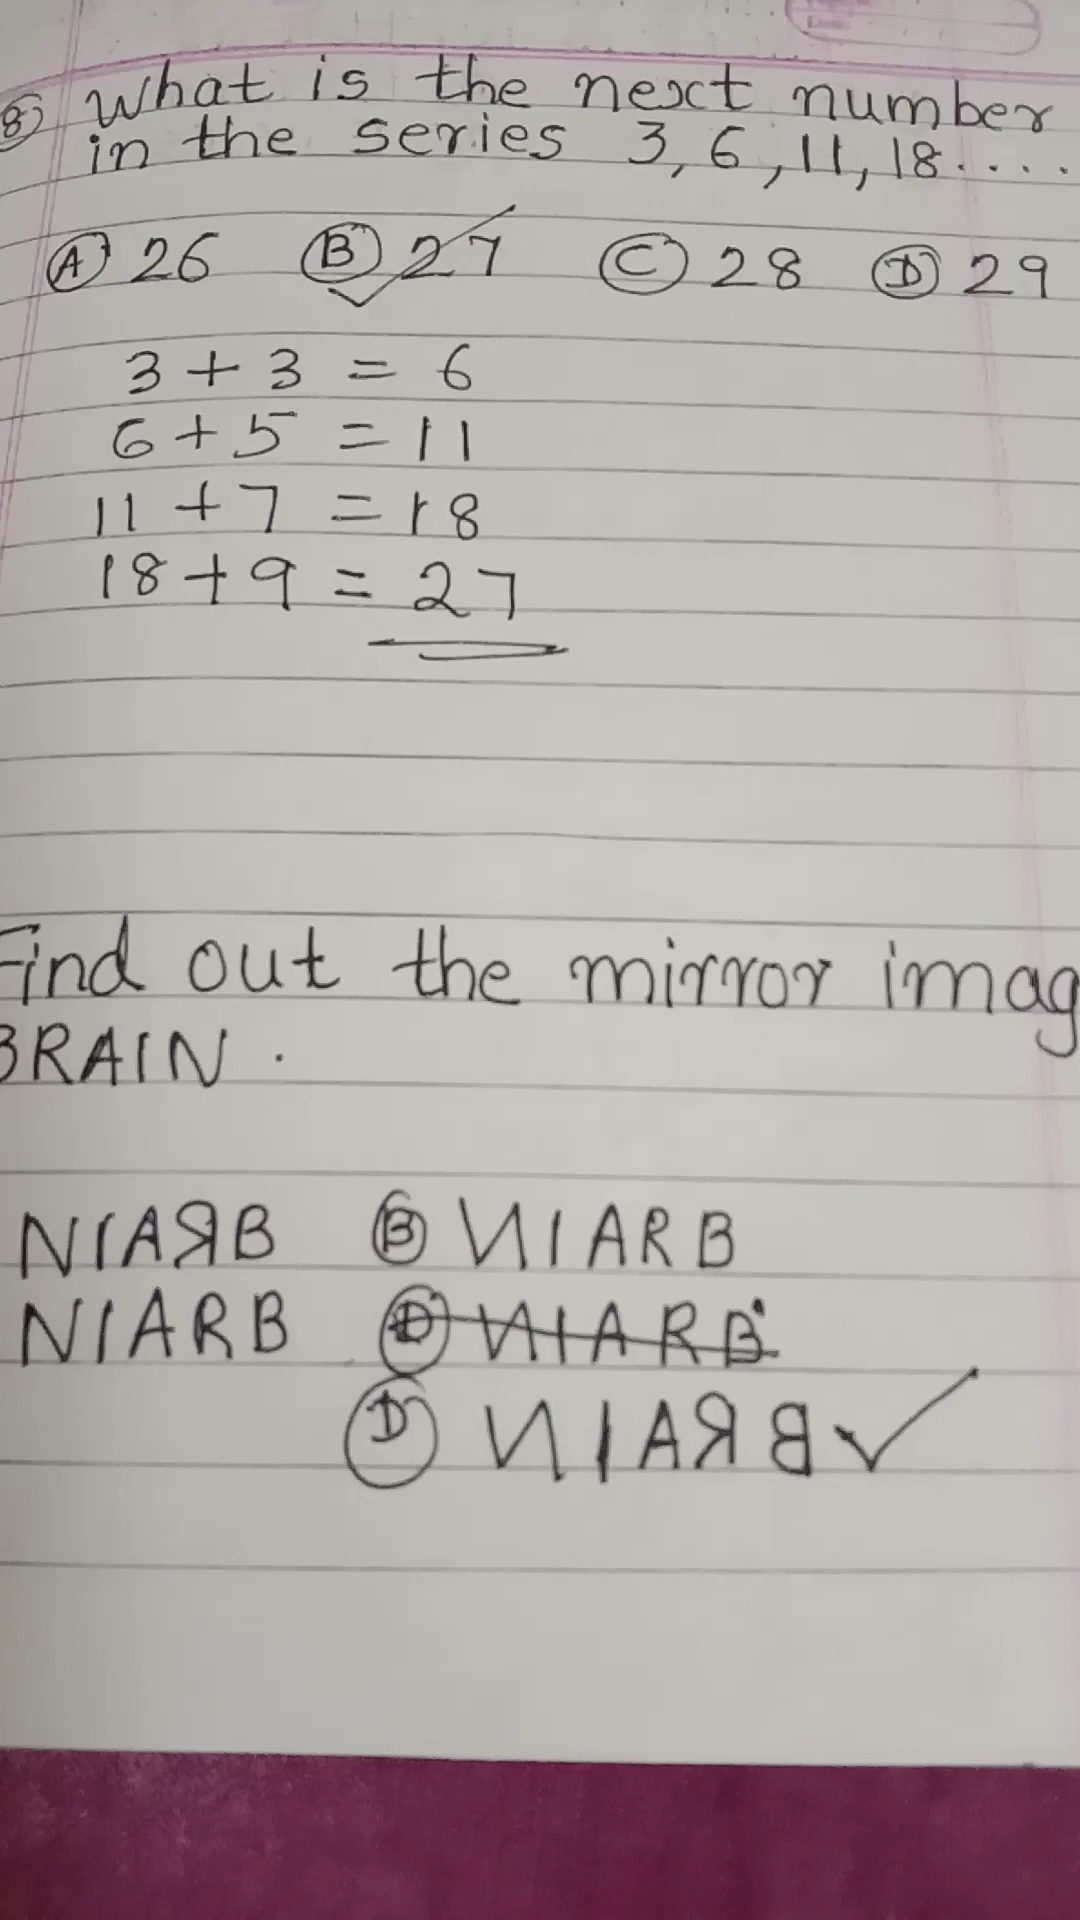 8) What is the next number
in the series 3, 6, 11, 18....
A 26 B 27 C 28 D 29
3 + 3 = 6
6 + 5 = 11
11 + 7 = 18
18 + 9 = 27
Find out the mirror imag
BRAIN.
NIAЯB B ИIARB
NIARB D ИIARB
D ИIAЯB